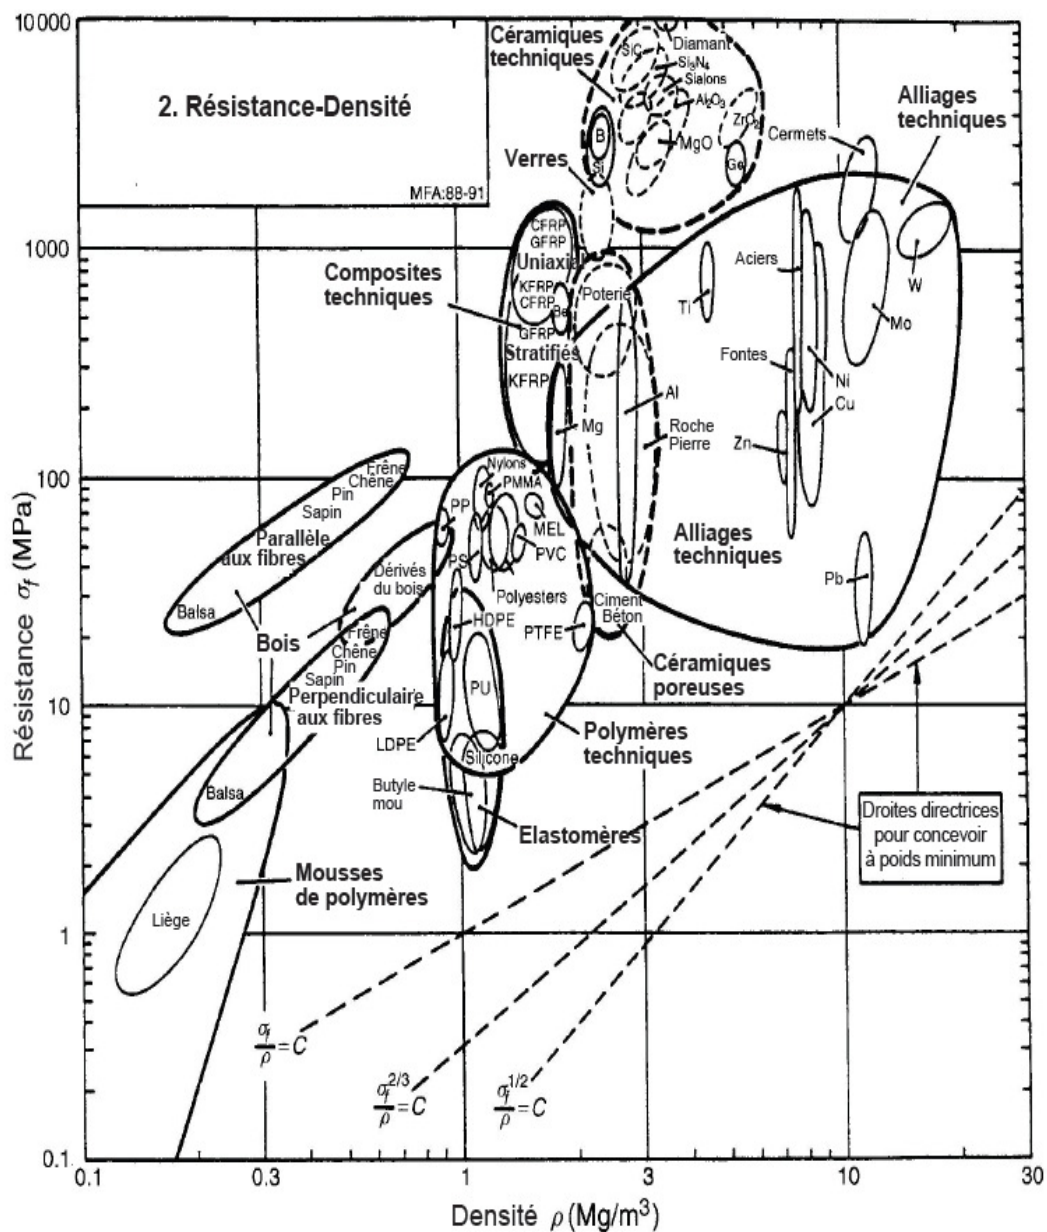 10000
1000
100
10
1
0.1
Résistance σf (MPa)
2. Résistance-Densité
MFA:88-91
Céramiques
techniques
SiC
Diamant
Si3N4
Sialons
Al2O3
ZrO2
B
MgO
Si
Ge
Verres
Alliages
techniques
Cermets
CFRP
GFRP
Uniaxial
Composites
techniques
KFRP
CFRP
Be
GFRP
Stratifiés
KFRP
Poterie
Ti
Aciers
W
Mo
Fontes
Ni
Cu
Al
Mg
Roche
Pierre
Zn
Frêne
Chêne
Pin
Sapin
Parallèle
aux fibres
Balsa
Nylons
PMMA
PP
MEL
PS
PVC
Alliages
techniques
Dérivés
du bois
Polyesters
Pb
HDPE
PTFE
Ciment
Béton
Bois
Frêne
Chêne
Pin
Sapin
Perpendiculaire
aux fibres
Céramiques
poreuses
PU
LDPE
Polymères
techniques
Silicone
Butyle
mou
Elastomères
Balsa
Droites directrices
pour concevoir
à poids minimum
Mousses
de polymères
Liège
σf/ρ = C
σf^2/3/ρ = C
σf^1/2/ρ = C
0.1 0.3 1 3 10 30
Densité ρ (Mg/m³)